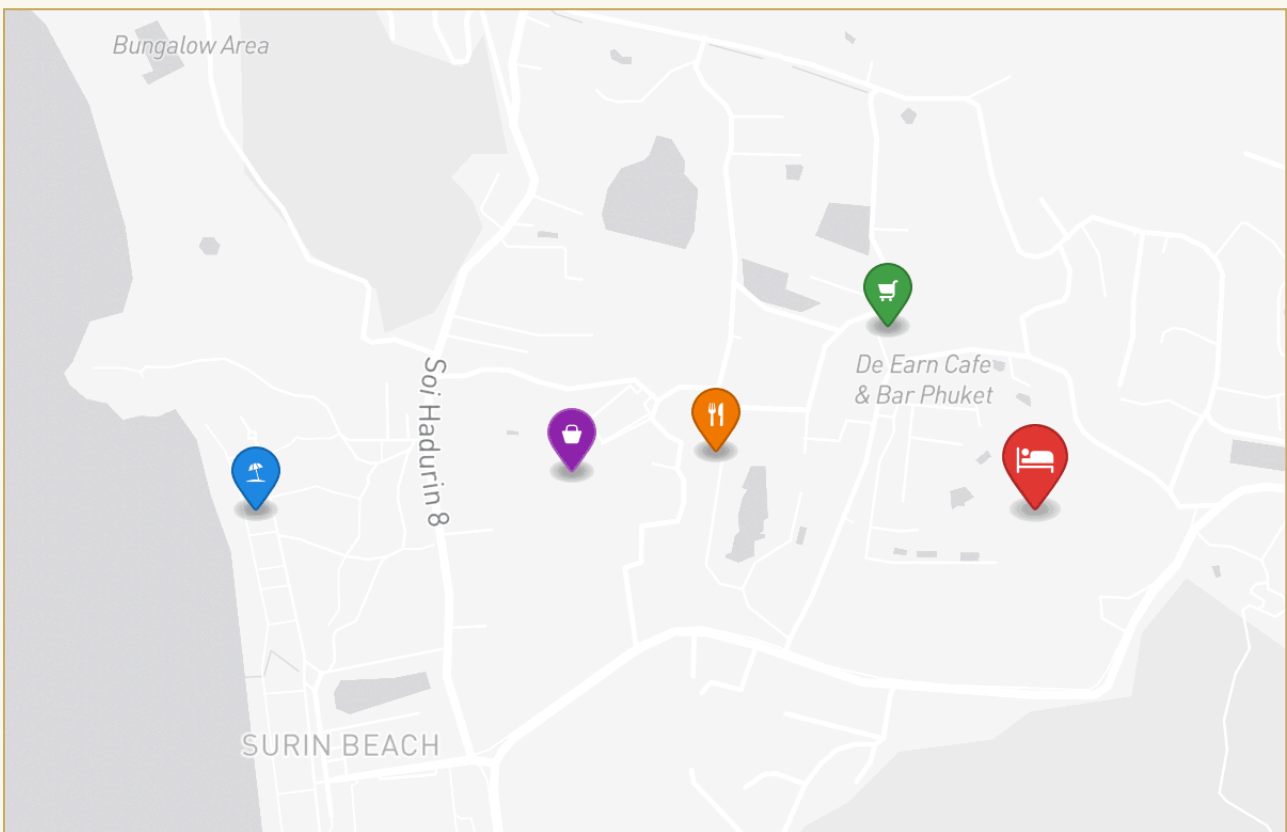 Bungalow Area
Soi Hadurin 8
De Earn Cafe
& Bar Phuket
SURIN BEACH